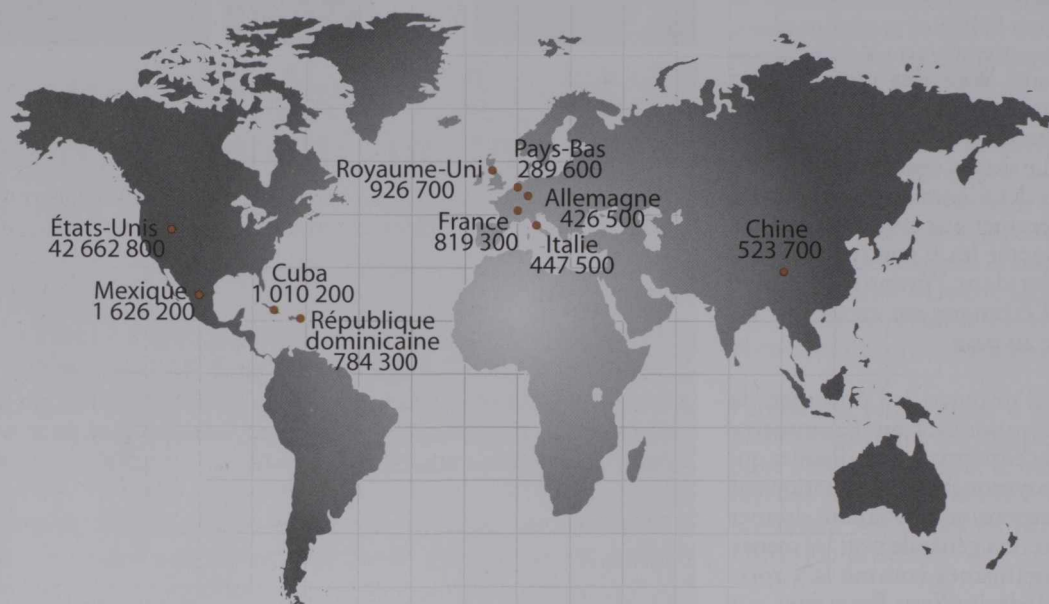 Pays-Bas
289 600
Royaume-Uni
926 700
Allemagne
426 500
France
819 300
Italie
447 500
Chine
523 700
États-Unis
42 662 800
Cuba
1 010 200
Mexique
1 626 200
République
dominicaine
784 300